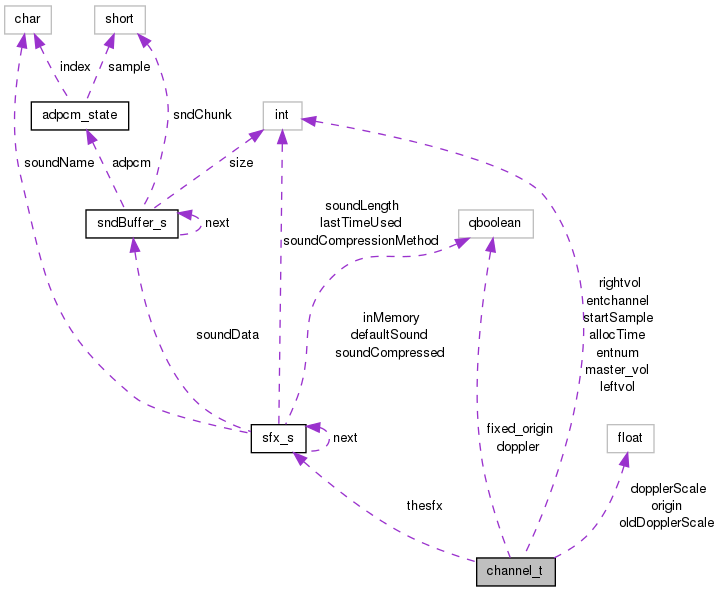 char
short
index
sample
adpcm_state
sndChunk
int
soundName
adpcm
size
soundLength
lastTimeUsed
soundCompressionMethod
sndBuffer_s
next
qboolean
rightvol
entchannel
startSample
allocTime
entnum
master_vol
leftvol
inMemory
defaultSound
soundCompressed
soundData
sfx_s
next
fixed_origin
doppler
float
thesfx
dopplerScale
origin
oldDopplerScale
channel_t